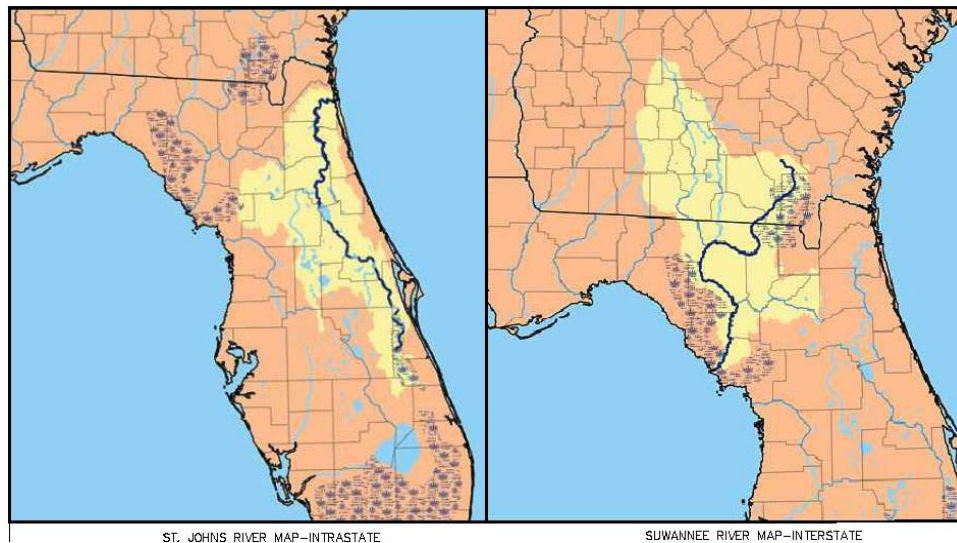 ST. JOHNS RIVER MAP-INTRASTATE
SUWANNEE RIVER MAP-INTERSTATE